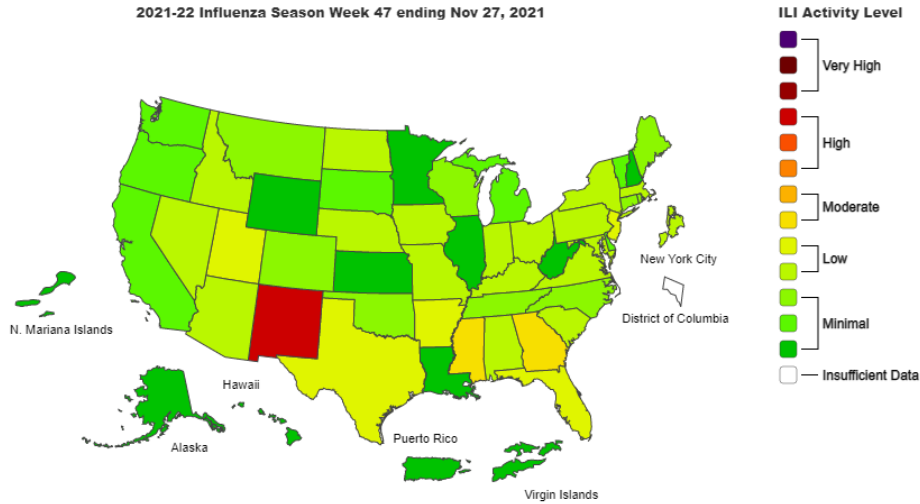 2021-22 Influenza Season Week 47 ending Nov 27, 2021
ILI Activity Level
Very High
High
Moderate
Low
Minimal
Insufficient Data
New York City
District of Columbia
N. Mariana Islands
Hawaii
Alaska
Puerto Rico
Virgin Islands